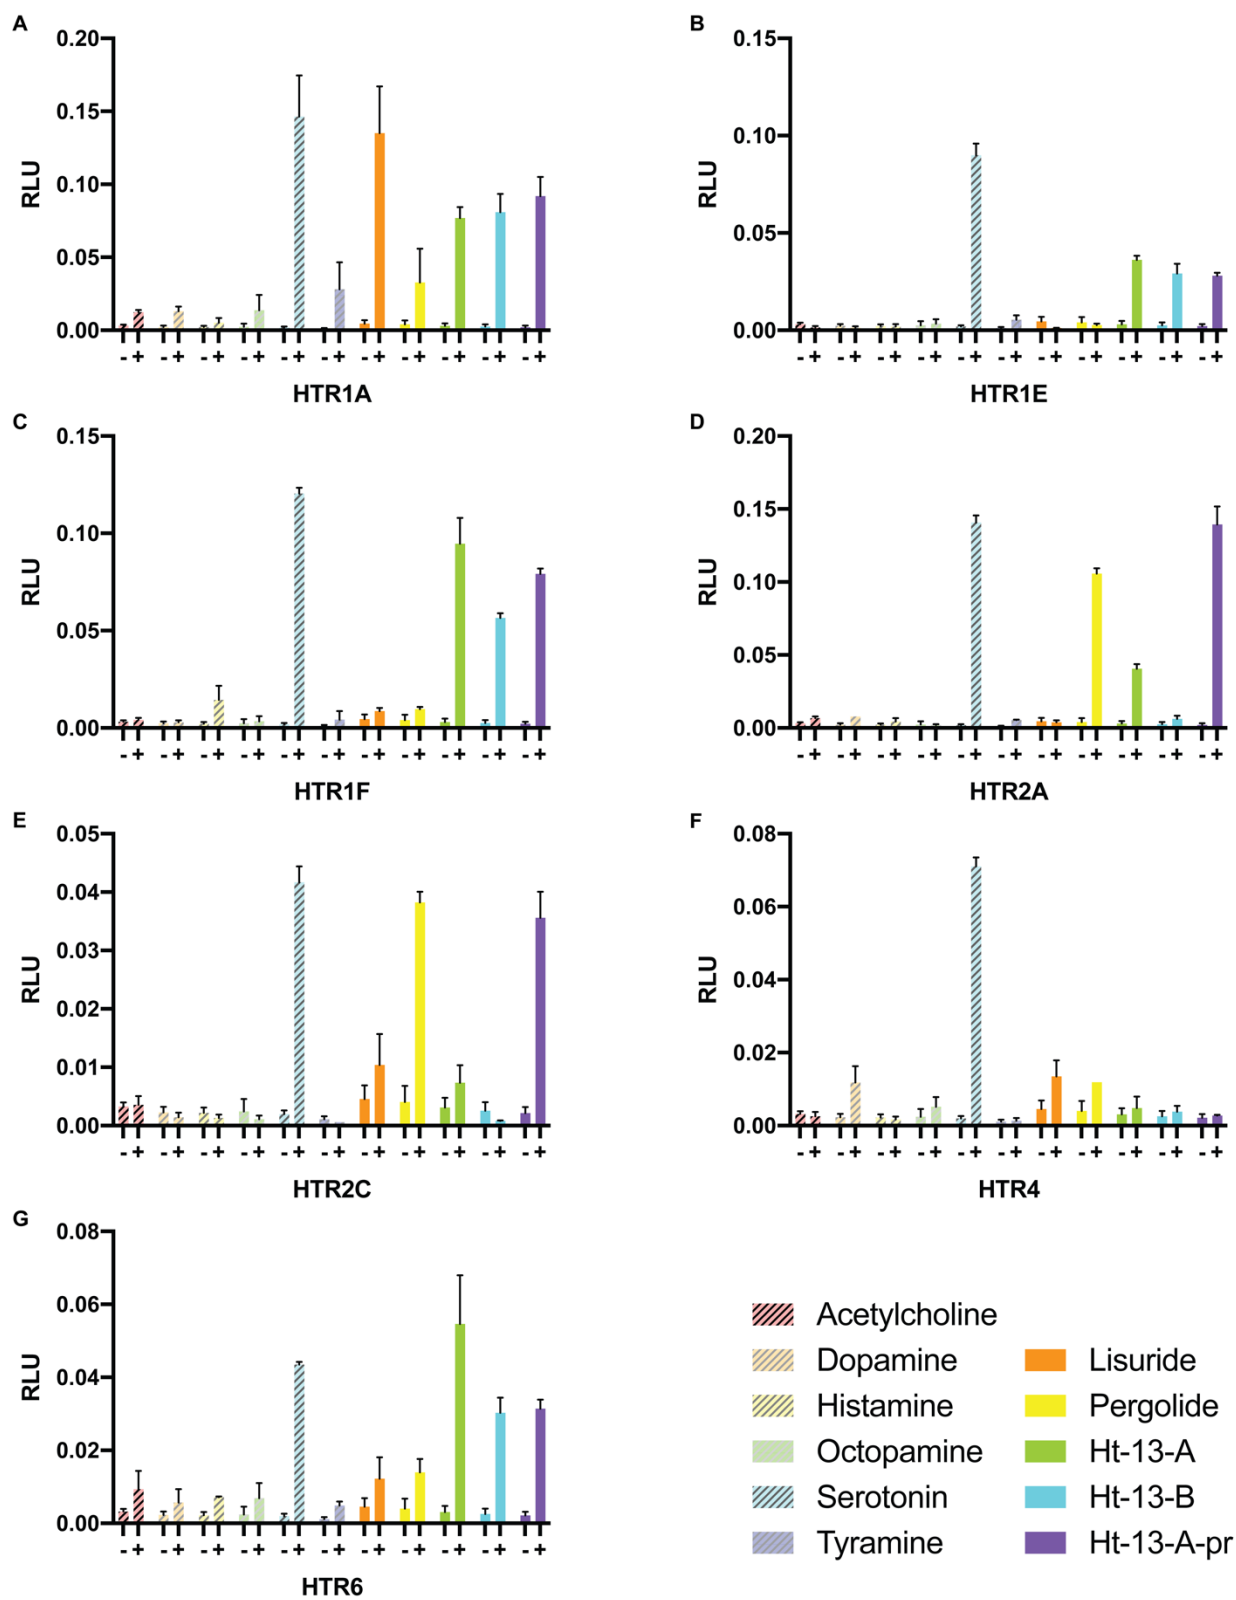 A
0.20
0.15
0.10
0.05
0.00
RLU
- + - + - + - + - + - + - + - + - + - + - +
HTR1A
B
0.15
0.10
0.05
0.00
RLU
- + - + - + - + - + - + - + - + - + - + - +
HTR1E
C
0.15
0.10
0.05
0.00
RLU
- + - + - + - + - + - + - + - + - + - + - +
HTR1F
D
0.20
0.15
0.10
0.05
0.00
RLU
- + - + - + - + - + - + - + - + - + - + - +
HTR2A
E
0.05
0.04
0.03
0.02
0.01
0.00
RLU
- + - + - + - + - + - + - + - + - + - + - +
HTR2C
F
0.08
0.06
0.04
0.02
0.00
RLU
- + - + - + - + - + - + - + - + - + - + - +
HTR4
G
0.08
0.06
0.04
0.02
0.00
RLU
- + - + - + - + - + - + - + - + - + - + - +
HTR6
Acetylcholine
Dopamine
Histamine
Octopamine
Serotonin
Tyramine
Lisuride
Pergolide
Ht-13-A
Ht-13-B
Ht-13-A-pr